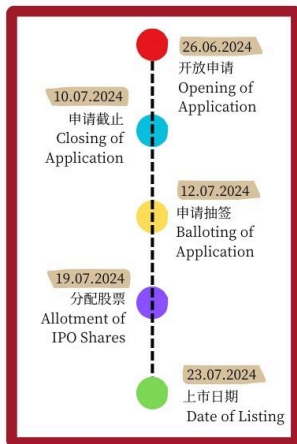 26.06.2024
开放申请
Opening of
Application
10.07.2024
申请截止
Closing of
Application
12.07.2024
申请抽签
Balloting of
Application
19.07.2024
分配股票
Allotment of
IPO Shares
23.07.2024
上市日期
Date of Listing